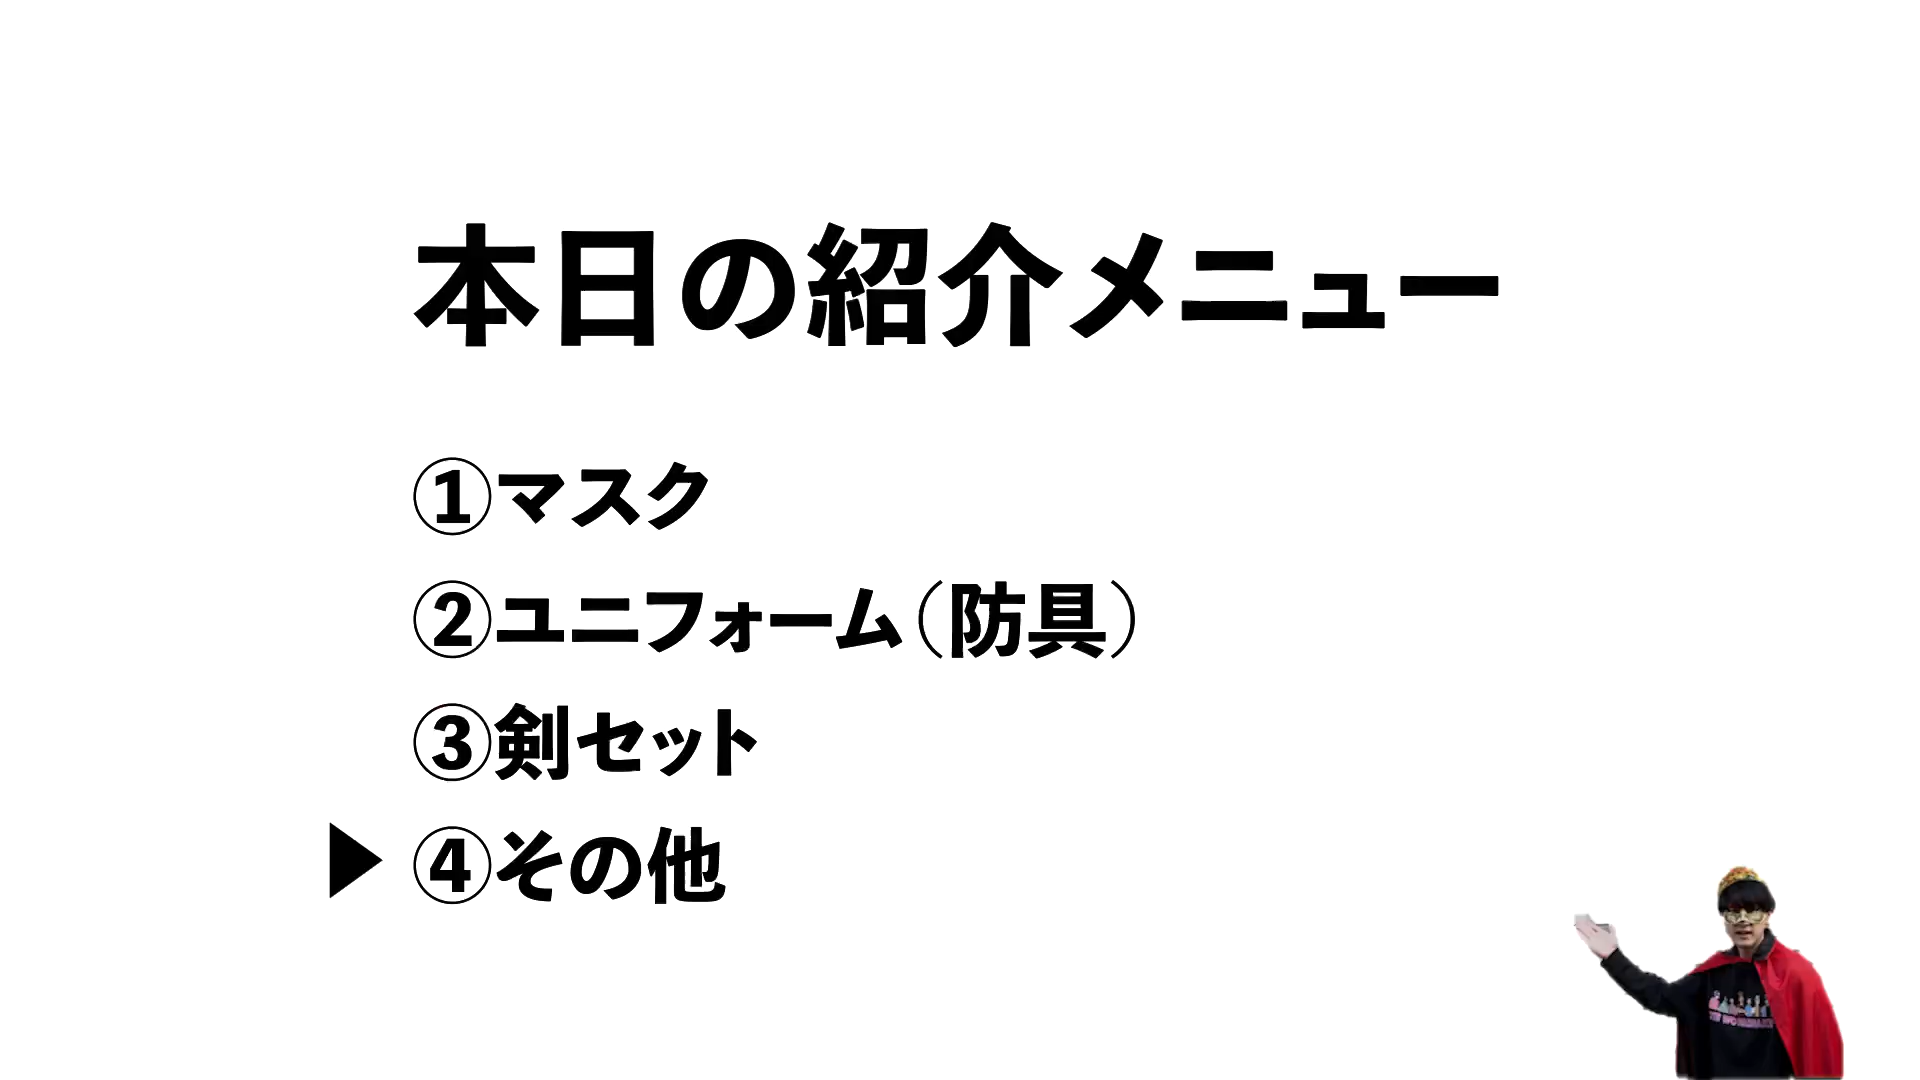 本日の紹介メニュー
①マスク
②ユニフォーム（防具）
③剣セット
▶④その他